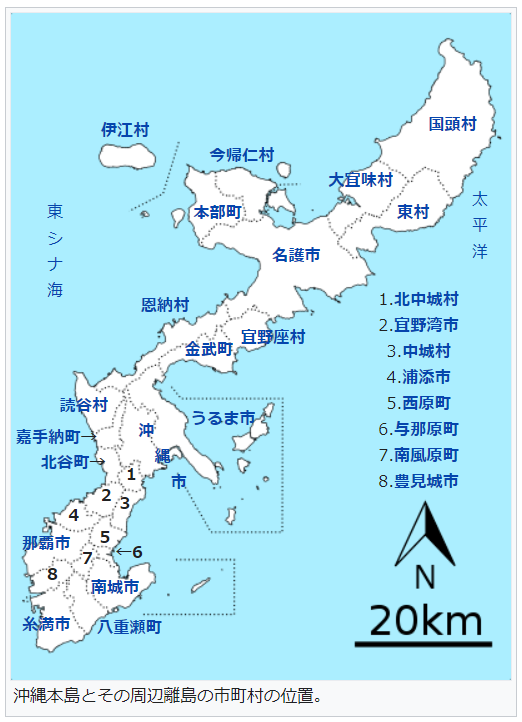 国頭村
伊江村
今帰仁村
大宜味村
本部町
東村
太平洋
東シナ海
名護市
恩納村
1.北中城村
2.宜野湾市
3.中城村
4.浦添市
5.西原町
6.与那原町
7.南風原町
8.豊見城市
宜野座村
金武町
読谷村
うるま市
沖縄市
嘉手納町→
北谷町→
1
2
3
4
5
那覇市
←6
7
8
南城市
糸満市
八重瀬町
N
20km
沖縄本島とその周辺離島の市町村の位置。